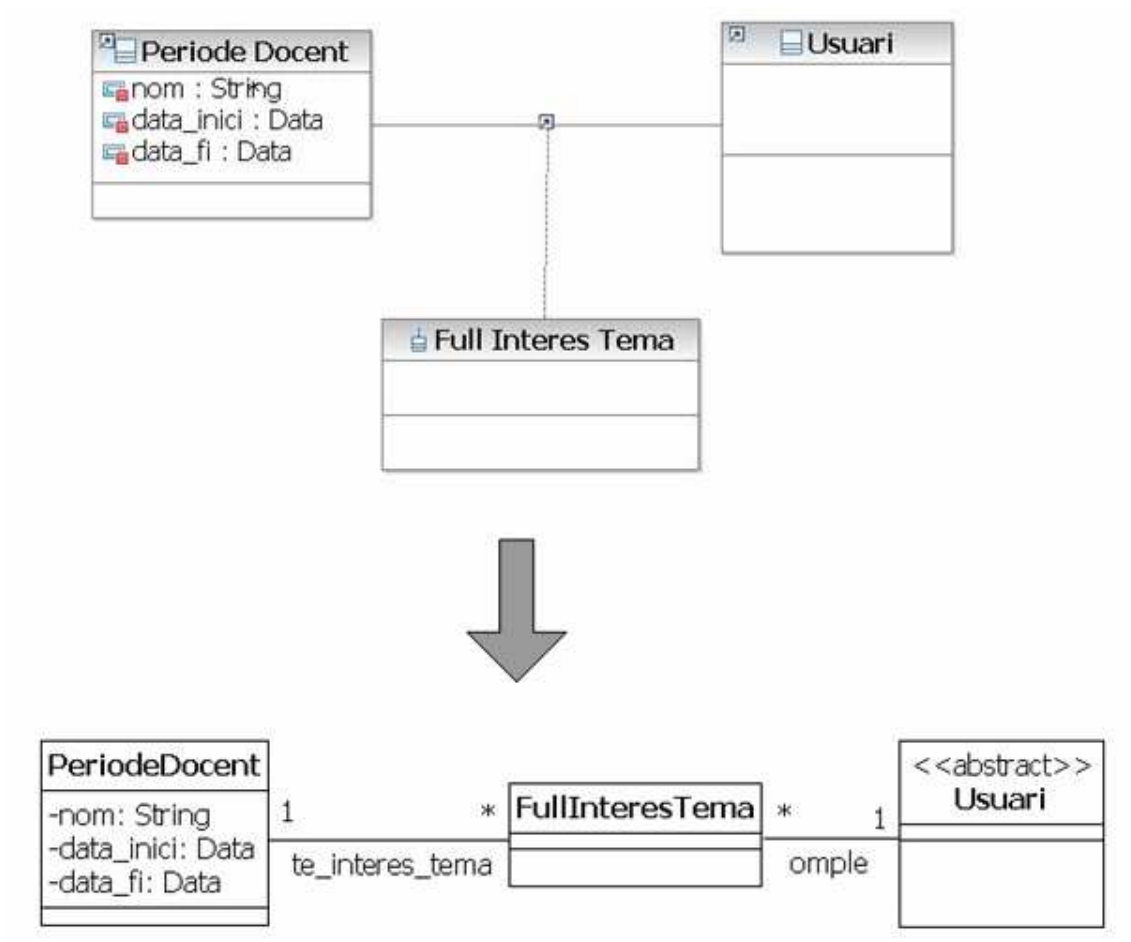 Periode Docent
nom : String
data_inici : Data
data_fi : Data
Usuari
Full Interes Tema
PeriodeDocent
-nom: String
-data_inici: Data
-data_fi: Data
1
*
te_interes_tema
FullInteresTema
*
1
omple
<<abstract>>
Usuari